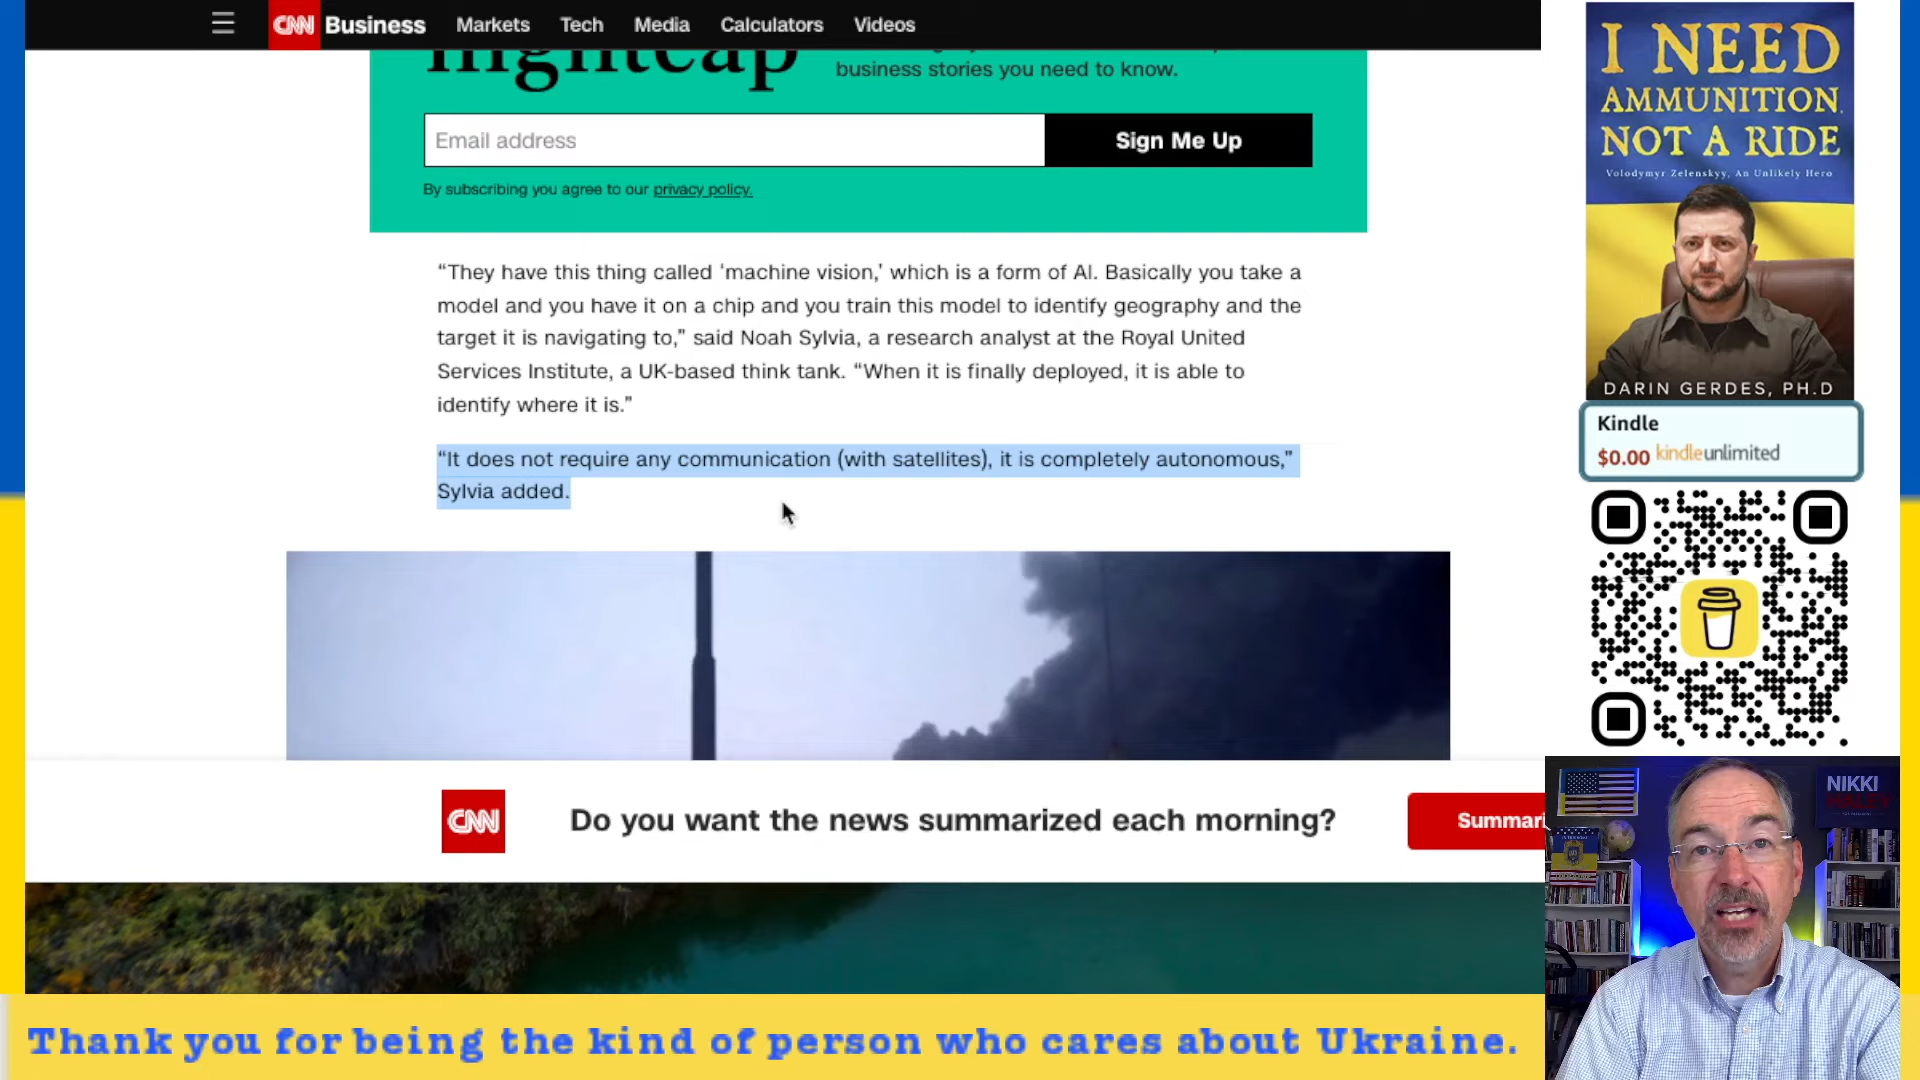 CNN Business Markets Tech Media Calculators Videos
nightcap
business stories you need to know.
Email address
Sign Me Up
By subscribing you agree to our privacy policy.
“They have this thing called ‘machine vision,’ which is a form of AI. Basically you take a
model and you have it on a chip and you train this model to identify geography and the
target it is navigating to,” said Noah Sylvia, a research analyst at the Royal United
Services Institute, a UK-based think tank. “When it is finally deployed, it is able to
identify where it is.”
“It does not require any communication (with satellites), it is completely autonomous,”
Sylvia added.
CNN
Do you want the news summarized each morning?
Summari
I NEED
AMMUNITION,
NOT A RIDE
Volodymyr Zelenskyy, An Unlikely Hero
DARIN GERDES, PH.D
Kindle
$0.00 kindleunlimited
NIKKI
HALEY
Thank you for being the kind of person who cares about Ukraine.